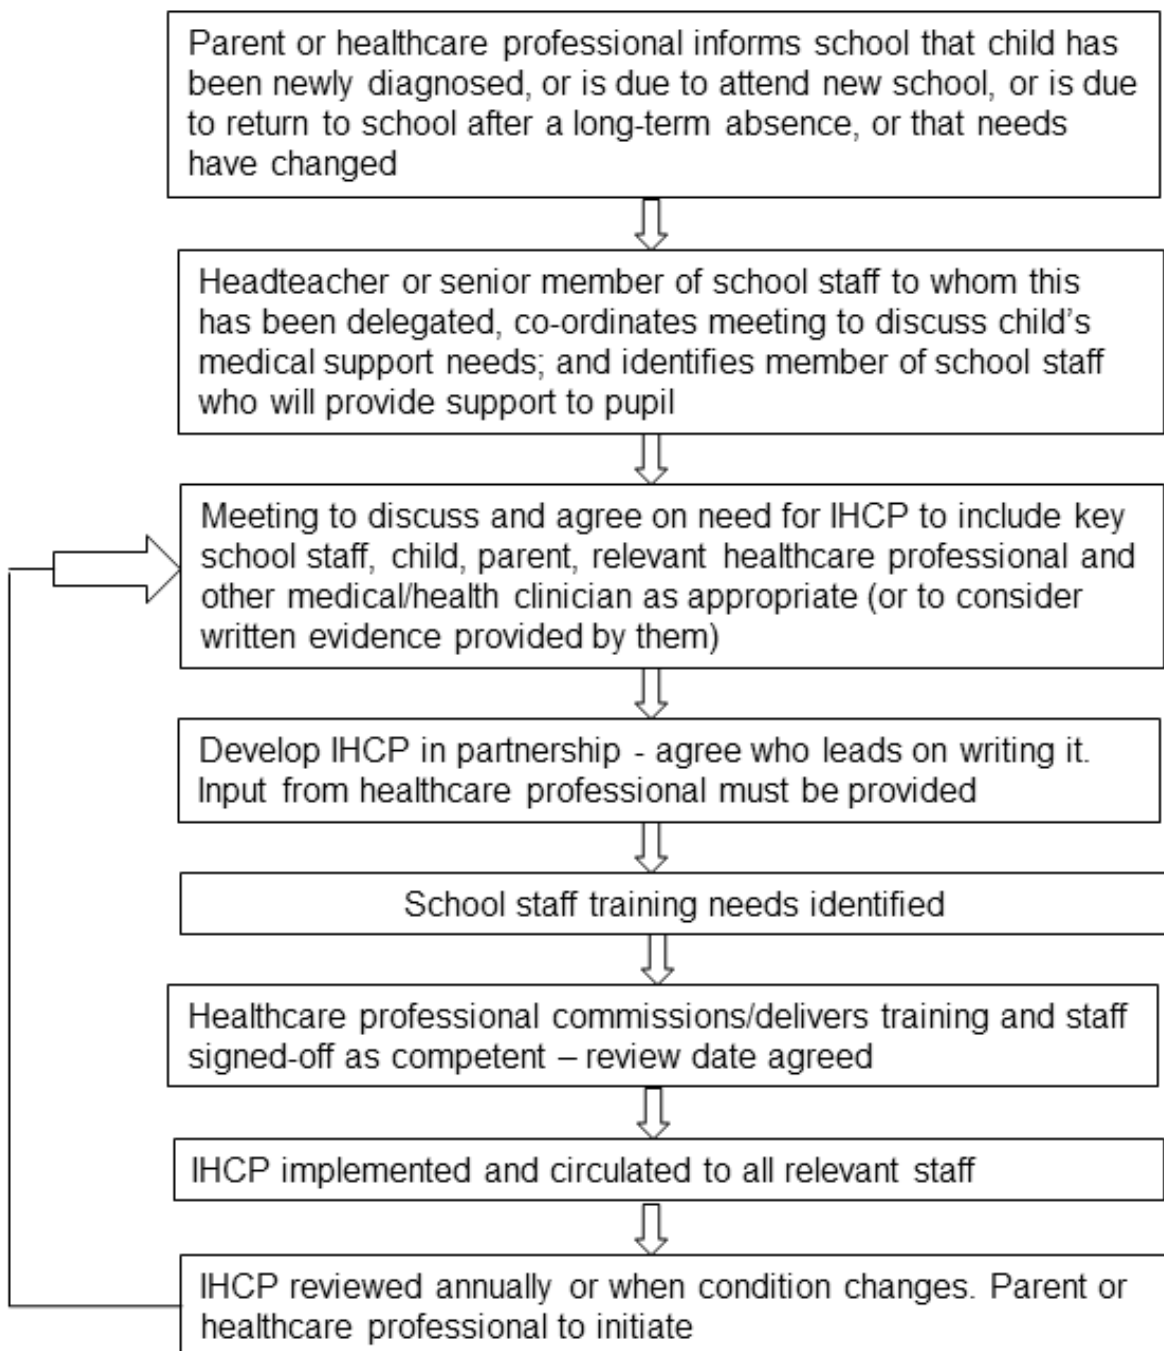 Parent or healthcare professional informs school that child has
been newly diagnosed, or is due to attend new school, or is due
to return to school after a long-term absence, or that needs
have changed
Headteacher or senior member of school staff to whom this
has been delegated, co-ordinates meeting to discuss child's
medical support needs; and identifies member of school staff
who will provide support to pupil
Meeting to discuss and agree on need for IHCP to include key
school staff, child, parent, relevant healthcare professional and
other medical/health clinician as appropriate (or to consider
written evidence provided by them)
Develop IHCP in partnership - agree who leads on writing it.
Input from healthcare professional must be provided
School staff training needs identified
Healthcare professional commissions/delivers training and staff
signed-off as competent – review date agreed
IHCP implemented and circulated to all relevant staff
IHCP reviewed annually or when condition changes. Parent or
healthcare professional to initiate